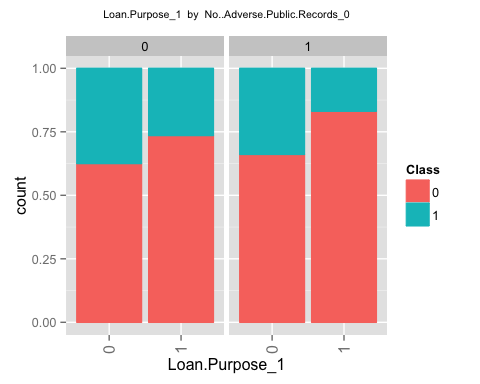 Loan.Purpose_1 by No..Adverse.Public.Records_0
0 1
1.00
0.75
0.50
0.25
0.00
count
0 1 0 1
Loan.Purpose_1
Class
0
1